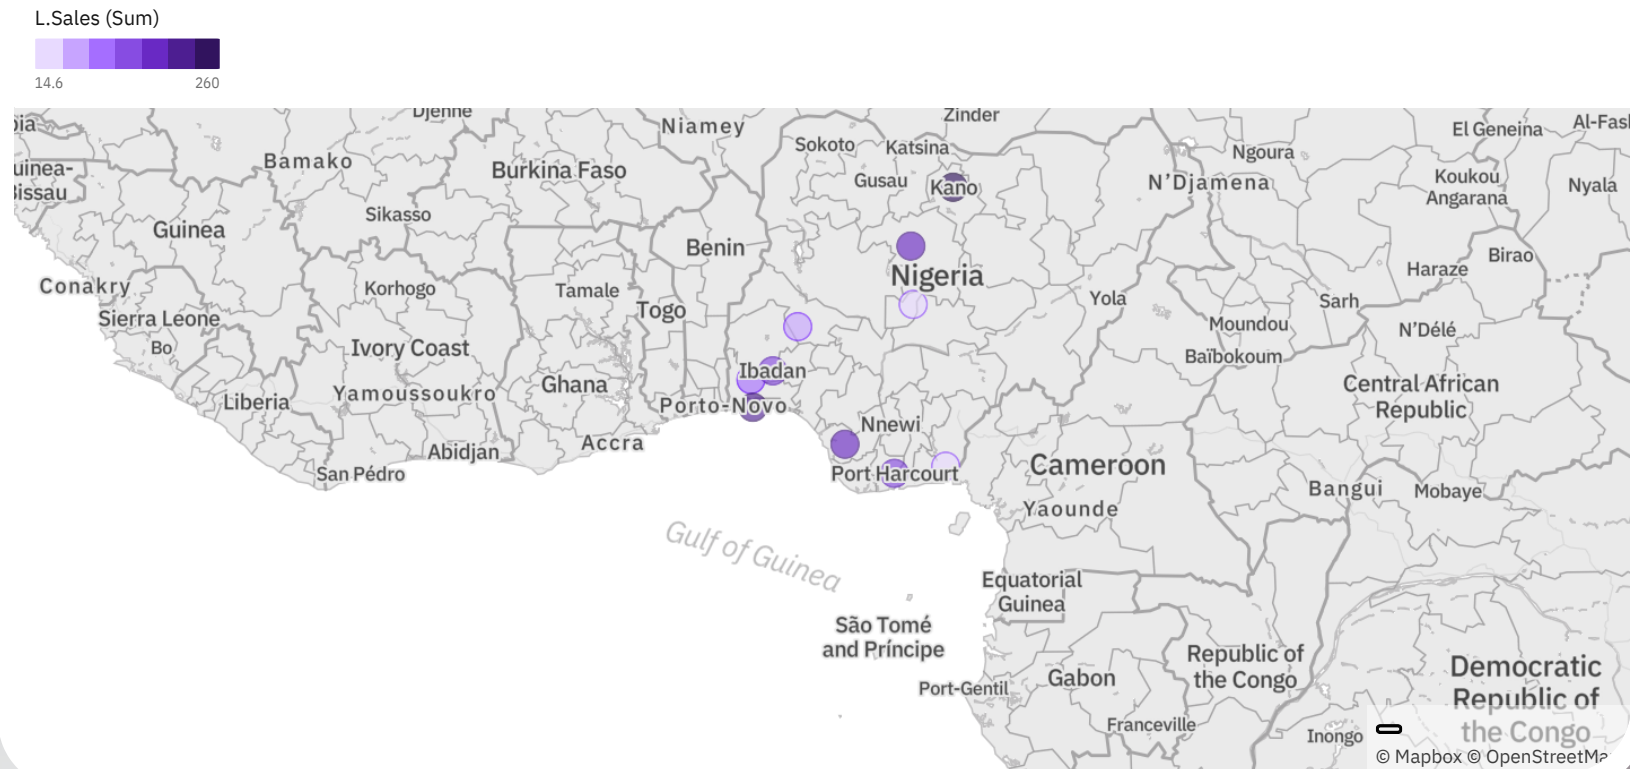 L.Sales (Sum)
14.6 260
Djenne
Zinder
Niamey
El Geneina
Al-Fas
Sokoto
Katsina
Bamako
Ngoura
Burkina Faso
Gusau
Kano
N'Djamena
Koukou
Angarana
Nyala
uinea-
Bissau
Sikasso
Guinea
Benin
Birao
Nigeria
Haraze
Conakry
Korhogo
Tamale
Yola
Sarh
Togo
Sierra Leone
Moundou
N'Délé
Bo
Ivory Coast
Baïbokoum
Ibadan
Ghana
Central African
Republic
Yamoussoukro
Liberia
Porto-Novo
Nnewi
Accra
Abidjan
Cameroon
San Pédro
Port Harcourt
Bangui
Mobaye
Yaounde
Gulf of Guinea
Equatorial
Guinea
São Tomé
and Príncipe
Republic of
the Congo
Democratic
Republic of
the Congo
Gabon
Port-Gentil
Franceville
Inongo
© Mapbox © OpenStreetMa